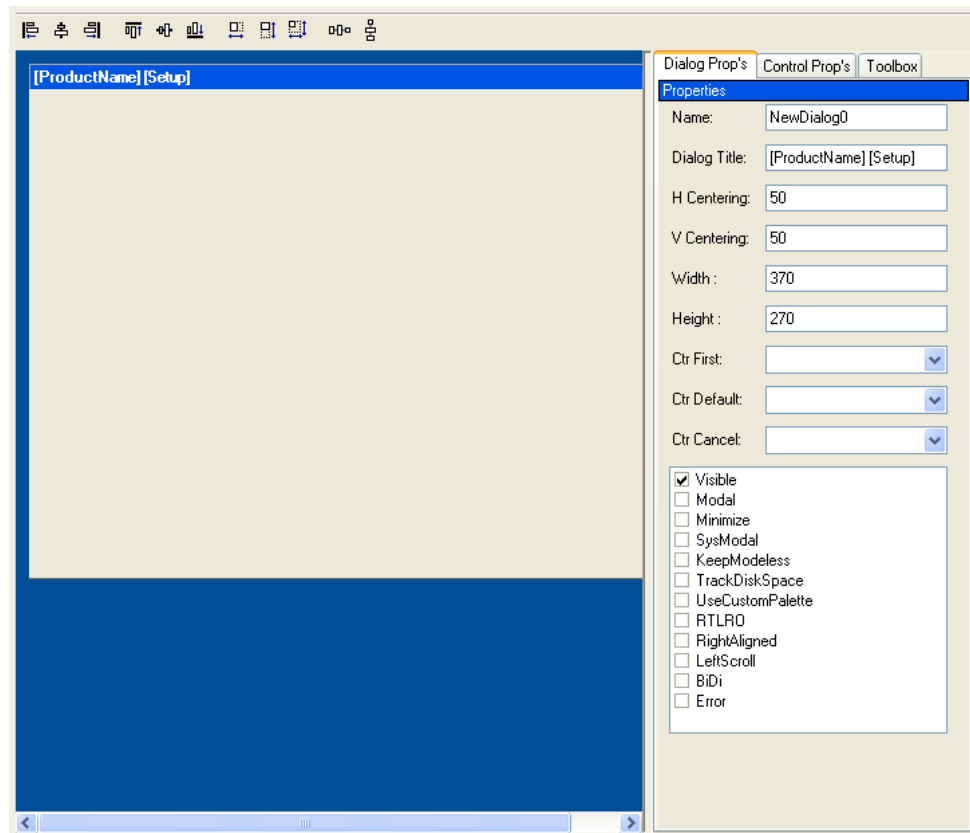 [ProductName] [Setup]
Dialog Prop's Control Prop's Toolbox
Properties
Name: NewDialog0
Dialog Title: [ProductName] [Setup]
H Centering: 50
V Centering: 50
Width : 370
Height : 270
Ctr First:
Ctr Default:
Ctr Cancel:
Visible
Modal
Minimize
SysModal
KeepModeless
TrackDiskSpace
UseCustomPalette
RTLRO
RightAligned
LeftScroll
BiDi
Error